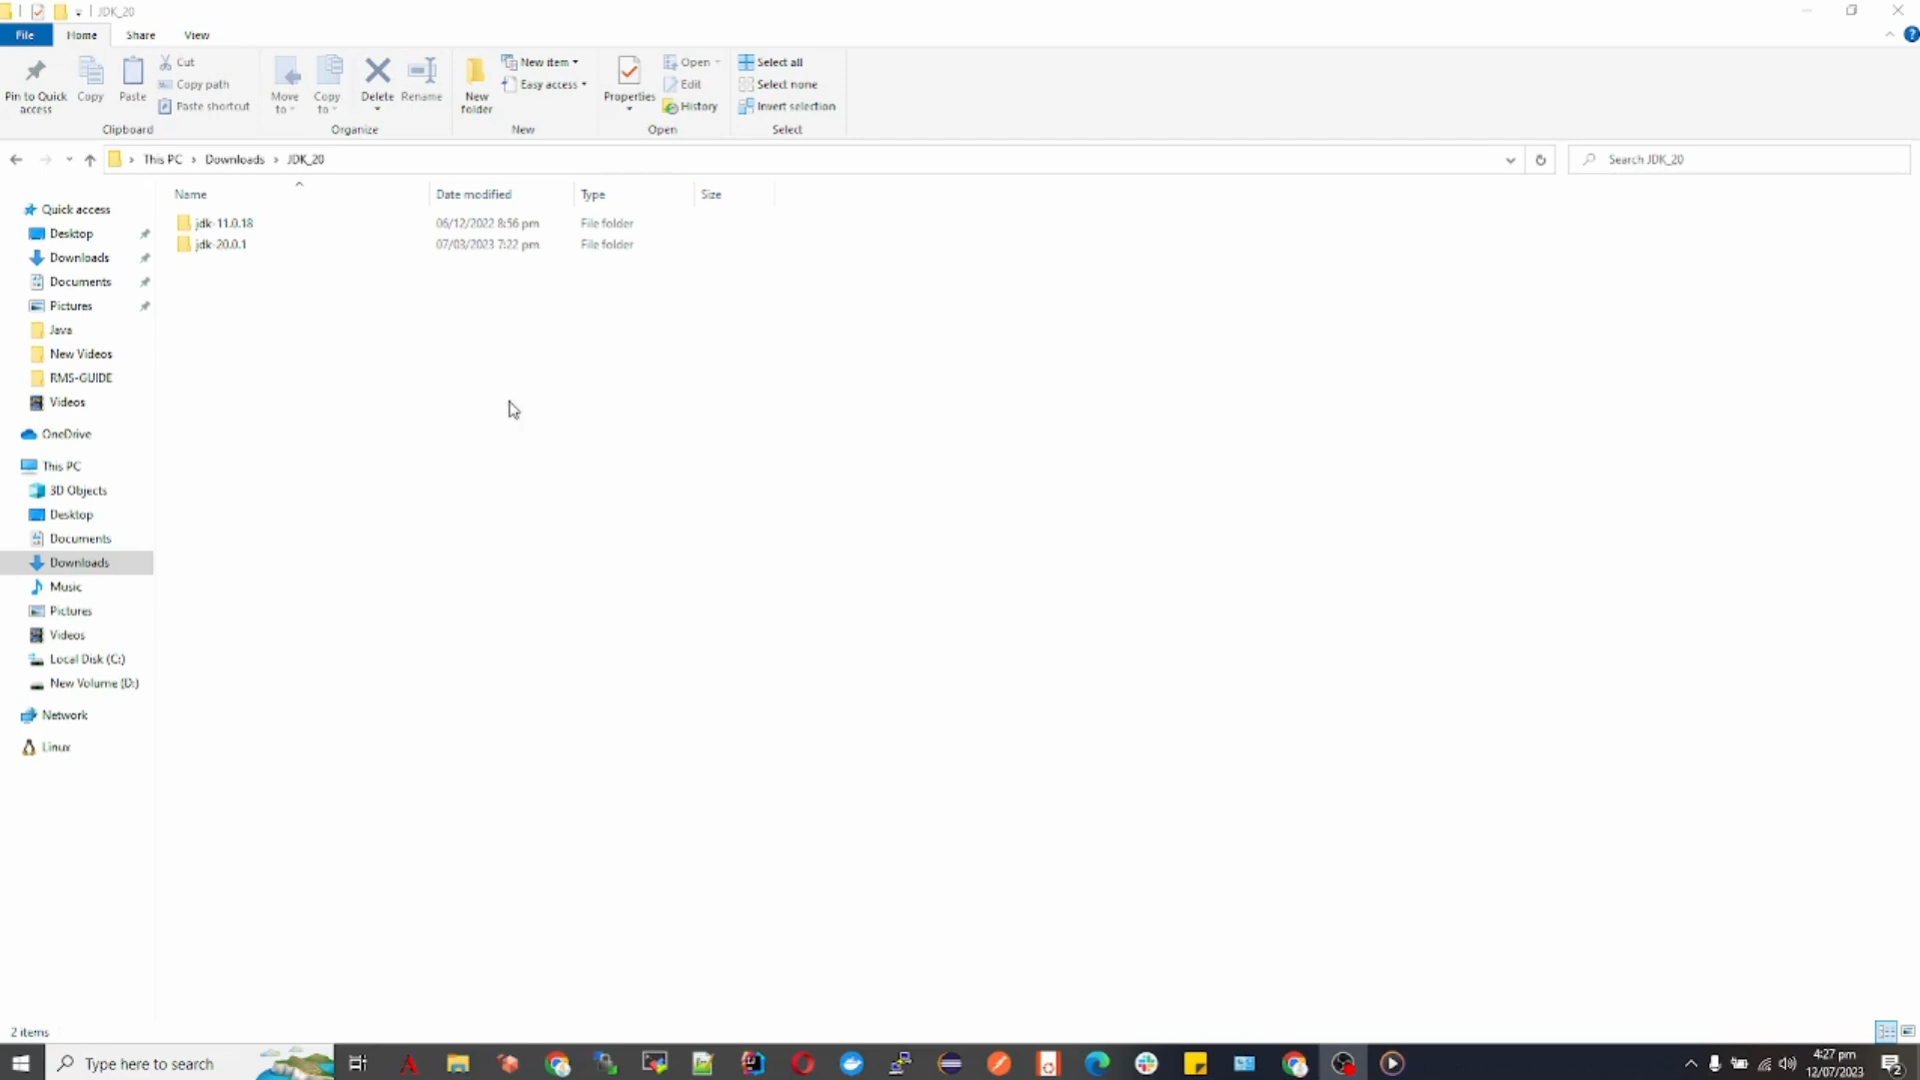 JDK_20
File Home Share View
Pin to Quick access
Copy
Paste
Cut
Copy path
Paste shortcut
Clipboard
Move to
Copy to
Delete
Rename
Organize
New folder
New item
Easy access
New
Properties
Open
Edit
History
Open
Select all
Select none
Invert selection
Select
This PC > Downloads > JDK_20
Search JDK_20
Name Date modified Type Size
jdk-11.0.18 06/12/2022 8:56 pm File folder
jdk-20.0.1 07/03/2023 7:22 pm File folder
Quick access
Desktop
Downloads
Documents
Pictures
Java
New Videos
RMS-GUIDE
Videos
OneDrive
This PC
3D Objects
Desktop
Documents
Downloads
Music
Pictures
Videos
Local Disk (C:)
New Volume (D:)
Network
Linux
2 items
Type here to search
4:27 pm
12/07/2023
2